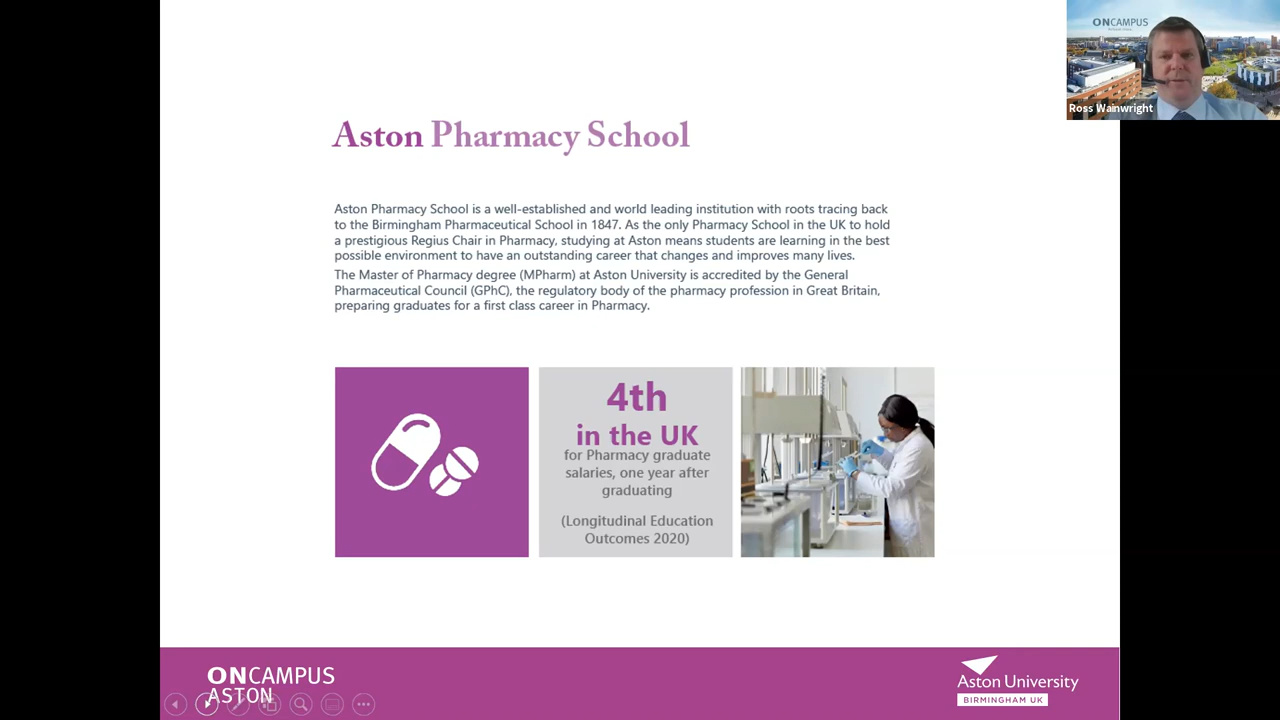 ONCAMPUS
Ross Wainwright
Aston Pharmacy School
Aston Pharmacy School is a well-established and world leading institution with roots tracing back
to the Birmingham Pharmaceutical School in 1847. As the only Pharmacy School in the UK to hold
a prestigious Regius Chair in Pharmacy, studying at Aston means students are learning in the best
possible environment to have an outstanding career that changes and improves many lives.
The Master of Pharmacy degree (MPharm) at Aston University is accredited by the General
Pharmaceutical Council (GPhC), the regulatory body of the pharmacy profession in Great Britain,
preparing graduates for a first class career in Pharmacy.
4th
in the UK
for Pharmacy graduate
salaries, one year after
graduating
(Longitudinal Education
Outcomes 2020)
ONCAMPUS
ASTON
Aston University
BIRMINGHAM UK